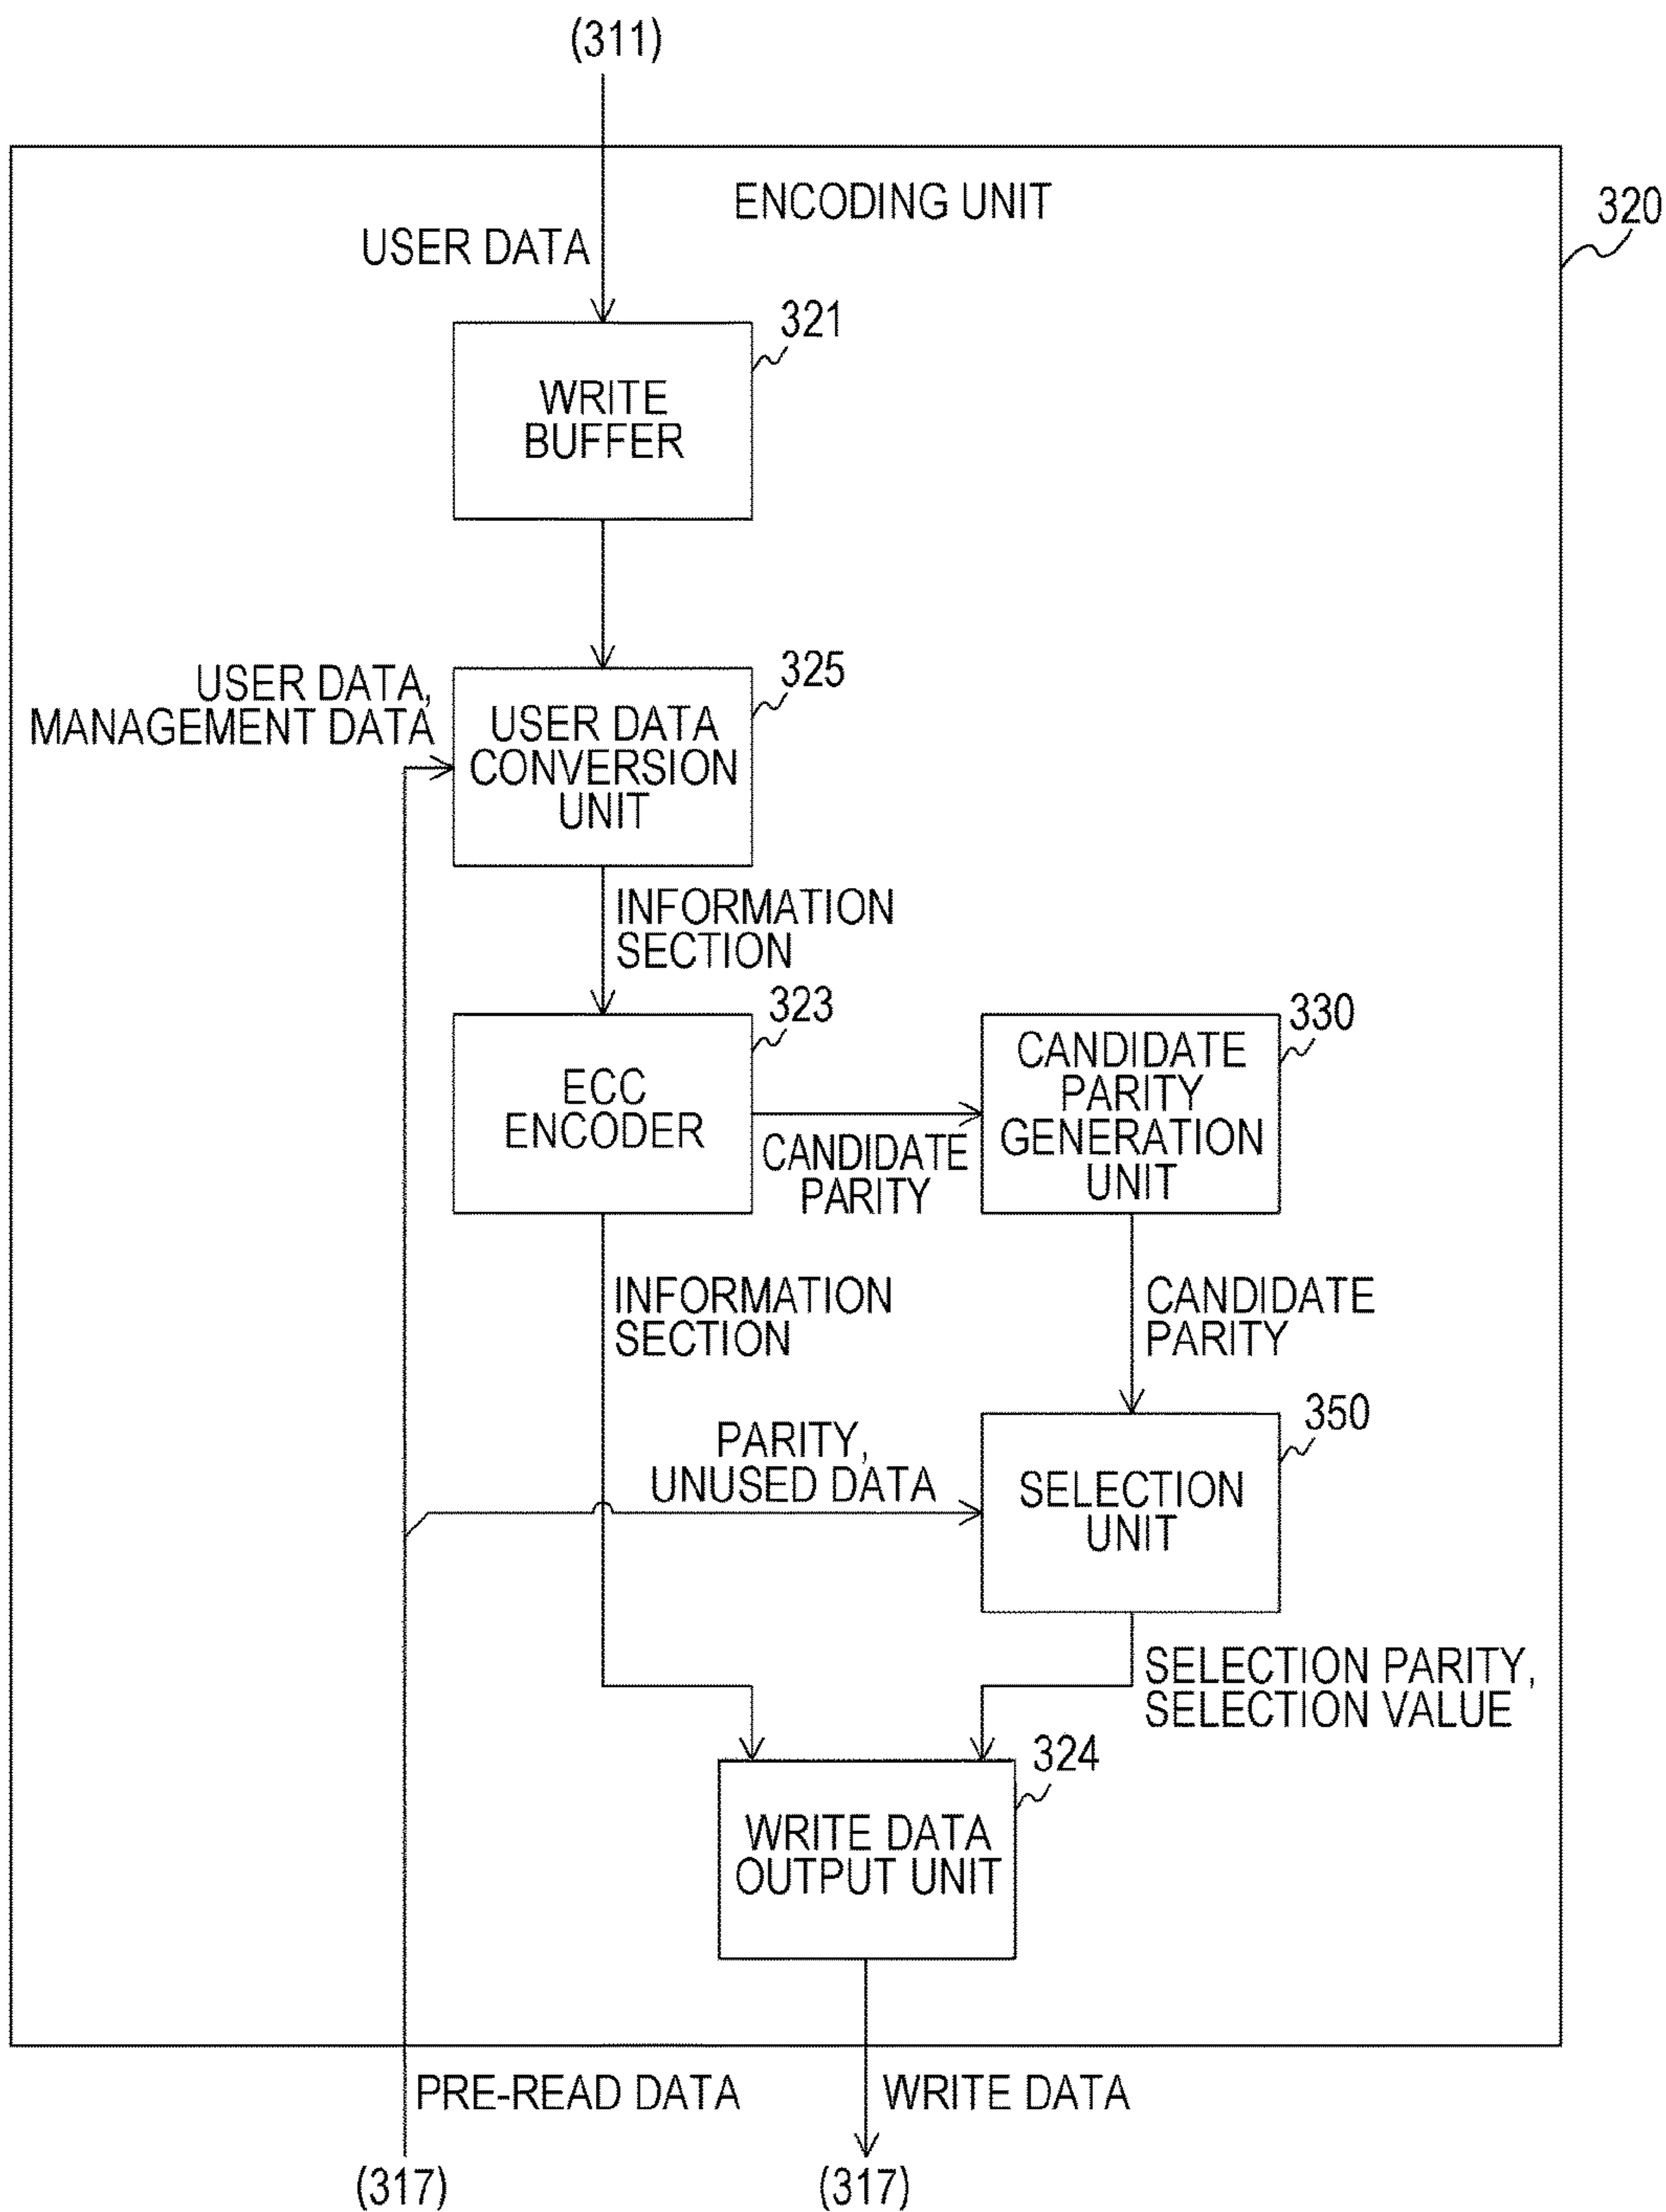 (311)
ENCODING UNIT
320
USER DATA
321
WRITE
BUFFER
325
USER DATA,
MANAGEMENT DATA
USER DATA
CONVERSION
UNIT
INFORMATION
SECTION
323
330
ECC
ENCODER
CANDIDATE
PARITY
GENERATION
UNIT
CANDIDATE
PARITY
INFORMATION
SECTION
CANDIDATE
PARITY
350
PARITY,
UNUSED DATA
SELECTION
UNIT
SELECTION PARITY,
SELECTION VALUE
324
WRITE DATA
OUTPUT UNIT
PRE-READ DATA
WRITE DATA
(317)
(317)